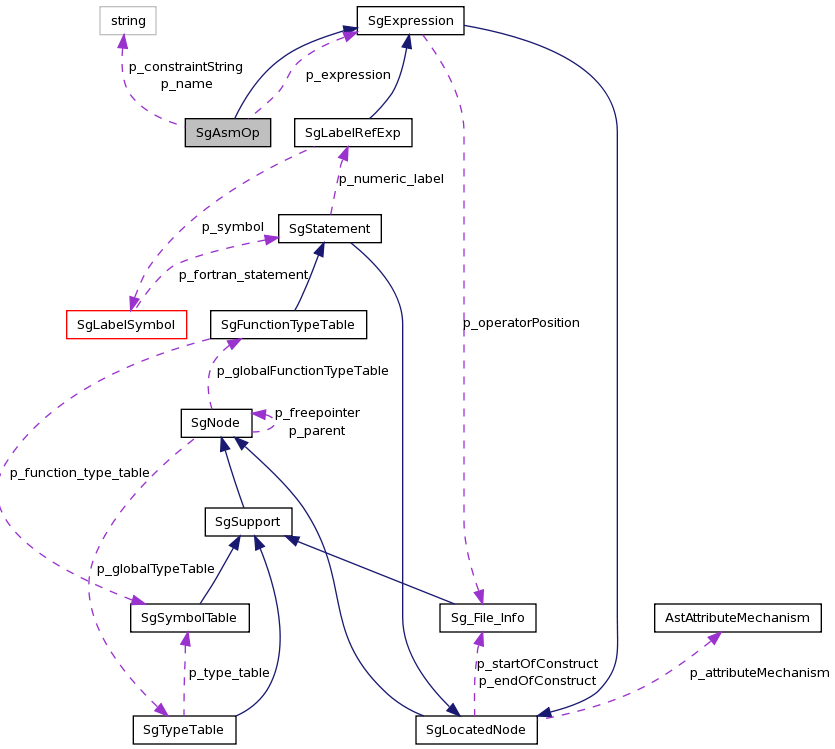 string
SgExpression
p_constraintString
p_name
p_expression
SgAsmOp
SgLabelRefExp
p_numeric_label
p_symbol
SgStatement
p_fortran_statement
SgLabelSymbol
SgFunctionTypeTable
p_operatorPosition
p_globalFunctionTypeTable
SgNode
p_freepointer
p_parent
p_function_type_table
SgSupport
p_globalTypeTable
SgSymbolTable
Sg_File_Info
AstAttributeMechanism
p_type_table
p_startOfConstruct
p_endOfConstruct
p_attributeMechanism
SgTypeTable
SgLocatedNode